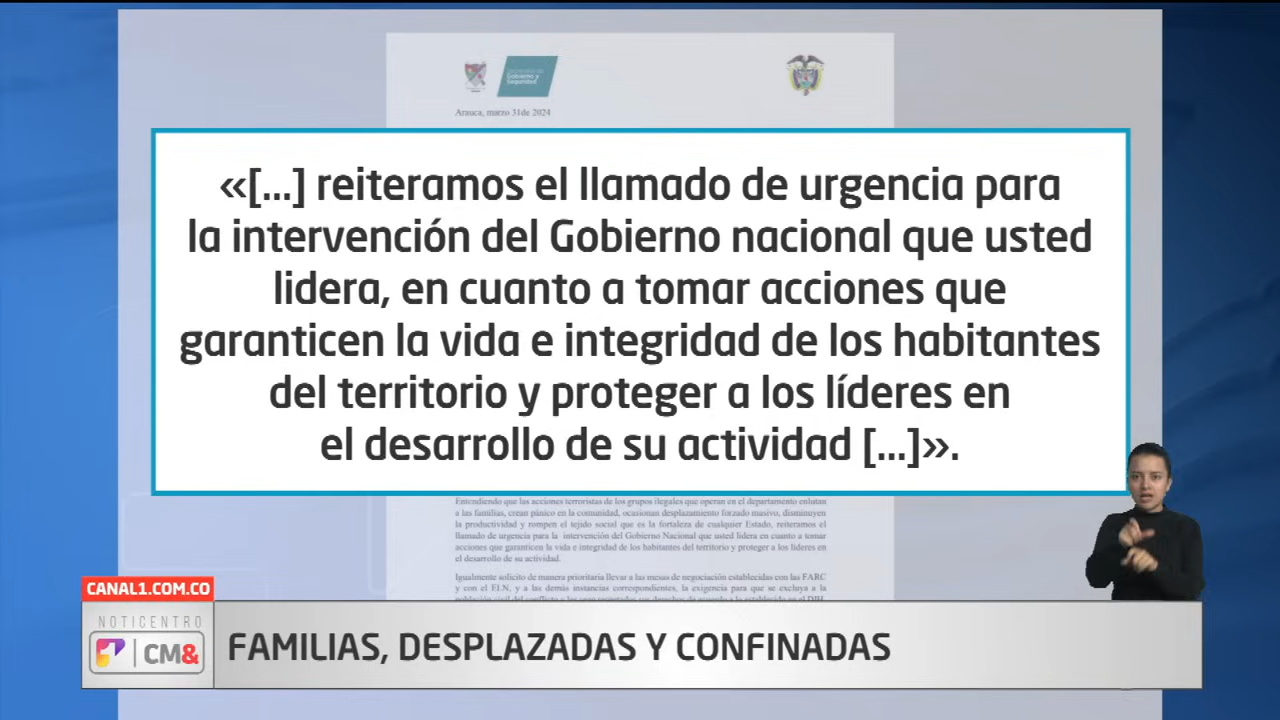 Gobierno y
Seguridad
Arauca, marzo 31de 2024
«[...] reiteramos el llamado de urgencia para
la intervención del Gobierno nacional que usted
lidera, en cuanto a tomar acciones que
garanticen la vida e integridad de los habitantes
del territorio y proteger a los líderes en
el desarrollo de su actividad [...]».
Entendiendo que las acciones terroristas de los grupos ilegales que operan en el departamento enlutan
a las familias, crean pánico en la comunidad, ocasionan desplazamiento forzado masivo, disminuyen
la productividad y rompen el tejido social que es la fortaleza de cualquier Estado, reiteramos el
llamado de urgencia para la intervención del Gobierno Nacional que usted lidera en cuanto a tomar
acciones que garanticen la vida e integridad de los habitantes del territorio y proteger a los líderes en
el desarrollo de su actividad.
Igualmente solicito de manera prioritaria llevar a las mesas de negociación establecidas con las FARC
y con el ELN, y a las demás instancias correspondientes, la exigencia para que se excluya a la
CANAL1.COM.CO
NOTICENTRO
1 | CM&
FAMILIAS, DESPLAZADAS Y CONFINADAS